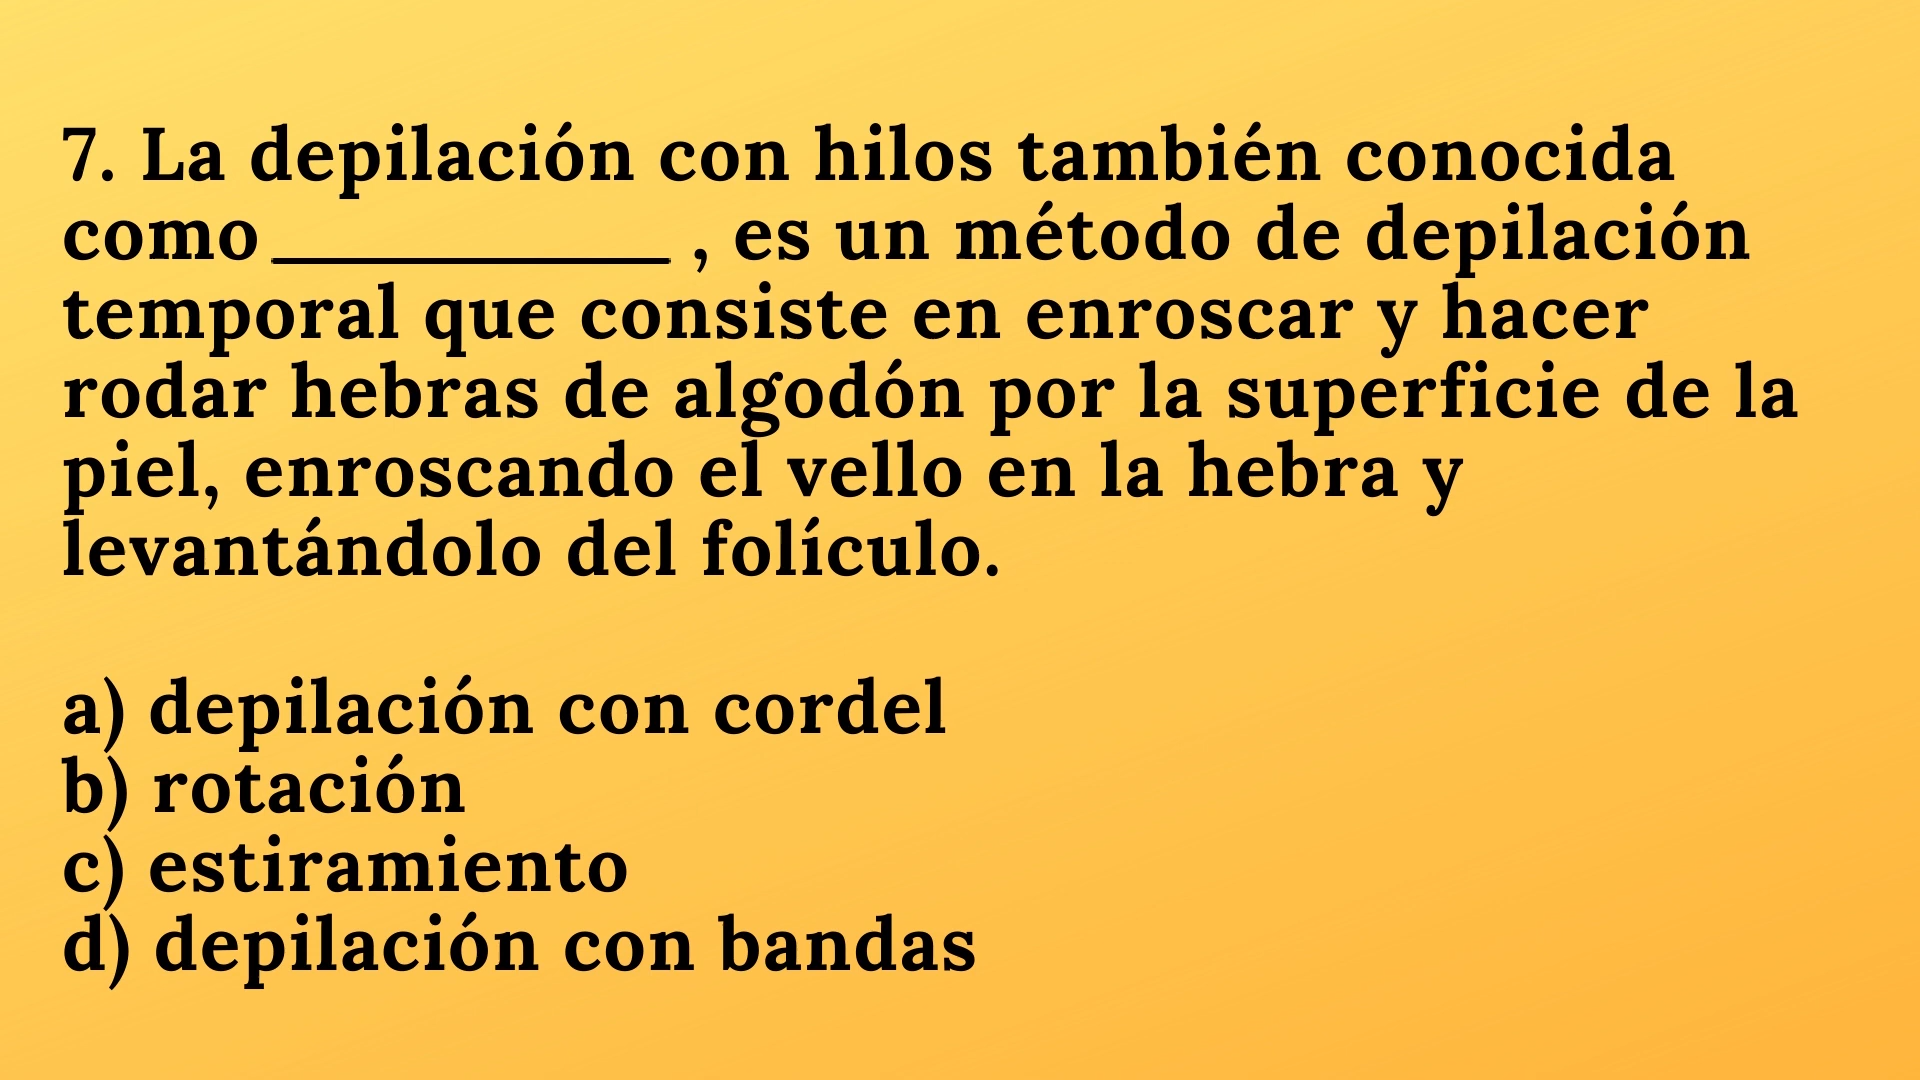 7. La depilación con hilos también conocida
como__________ , es un método de depilación
temporal que consiste en enroscar y hacer
rodar hebras de algodón por la superficie de la
piel, enroscando el vello en la hebra y
levantándolo del folículo.
a) depilación con cordel
b) rotación
c) estiramiento
d) depilación con bandas